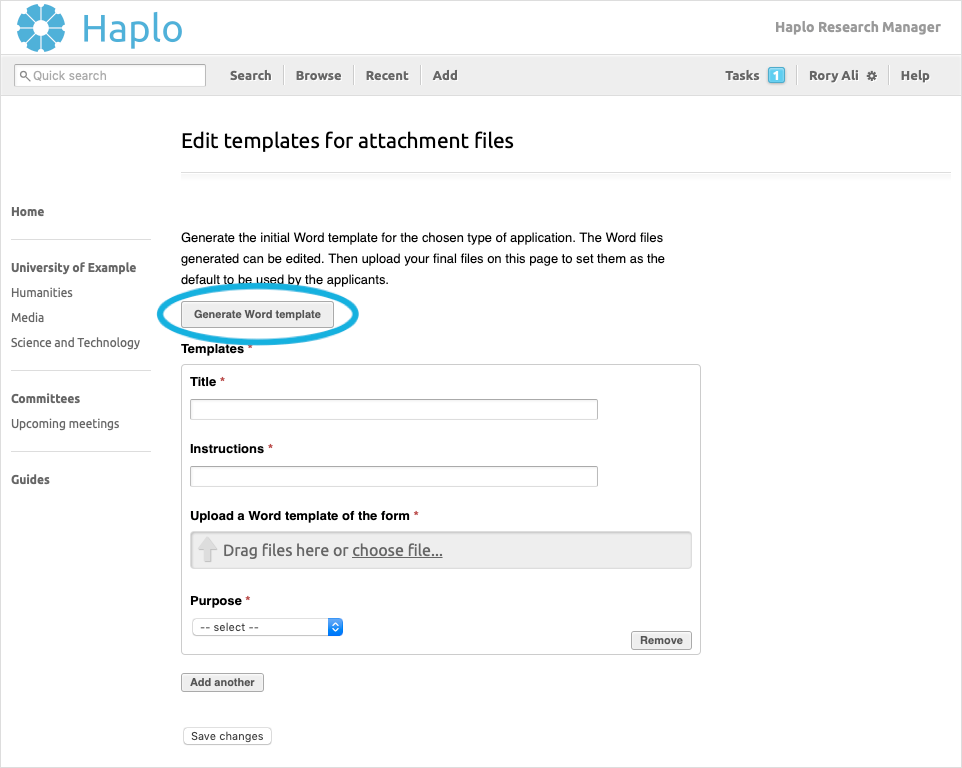 Haplo
Haplo Research Manager
Quick search
Search
Browse
Recent
Add
Tasks 1
Rory Ali
Help
Edit templates for attachment files
Home
University of Example
Humanities
Media
Science and Technology
Committees
Upcoming meetings
Guides
Generate the initial Word template for the chosen type of application. The Word files
generated can be edited. Then upload your final files on this page to set them as the
default to be used by the applicants.
Generate Word template
Templates *
Title *
Instructions *
Upload a Word template of the form *
Drag files here or choose file...
Purpose *
-- select --
Remove
Add another
Save changes